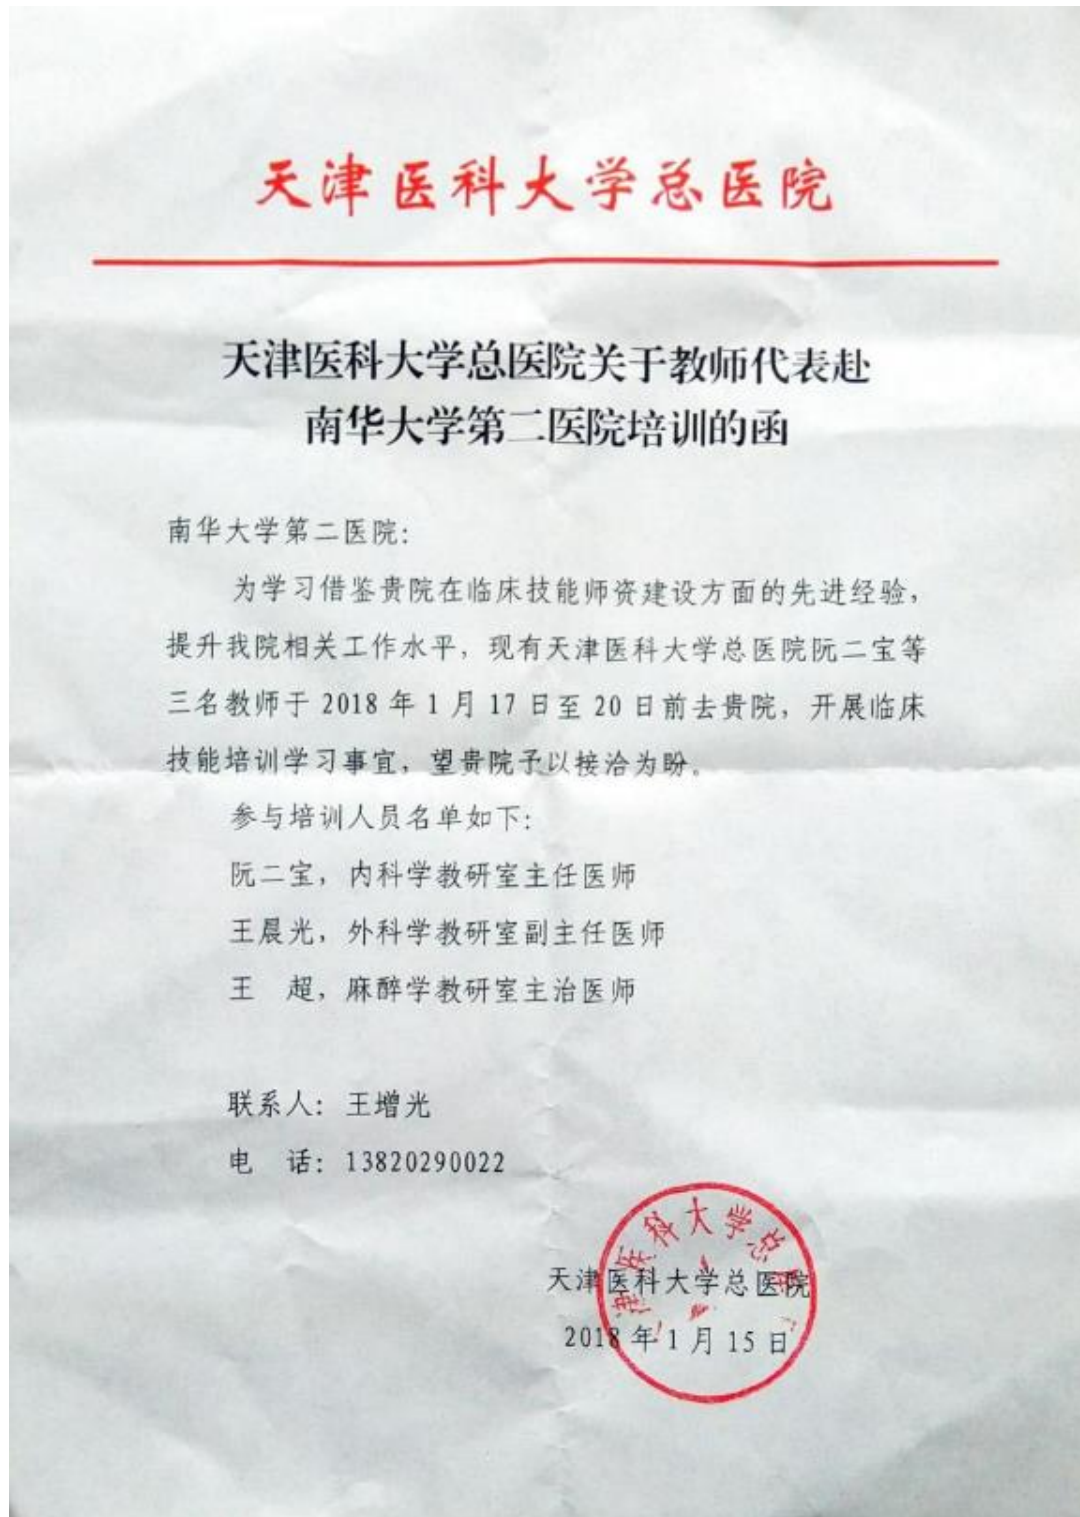 天津医科大学总医院
天津医科大学总医院关于教师代表赴
南华大学第二医院培训的函
南华大学第二医院：
为学习借鉴贵院在临床技能师资建设方面的先进经验，
提升我院相关工作水平，现有天津医科大学总医院阮二宝等
三名教师于 2018 年 1 月 17 日至 20 日前去贵院，开展临床
技能培训学习事宜，望贵院予以接洽为盼。
参与培训人员名单如下：
阮二宝，内科学教研室主任医师
王晨光，外科学教研室副主任医师
王　超，麻醉学教研室主治医师
联系人：王增光
电　话：13820290022
津医科大学总医
天津医科大学总医院
2018 年 1 月 15 日